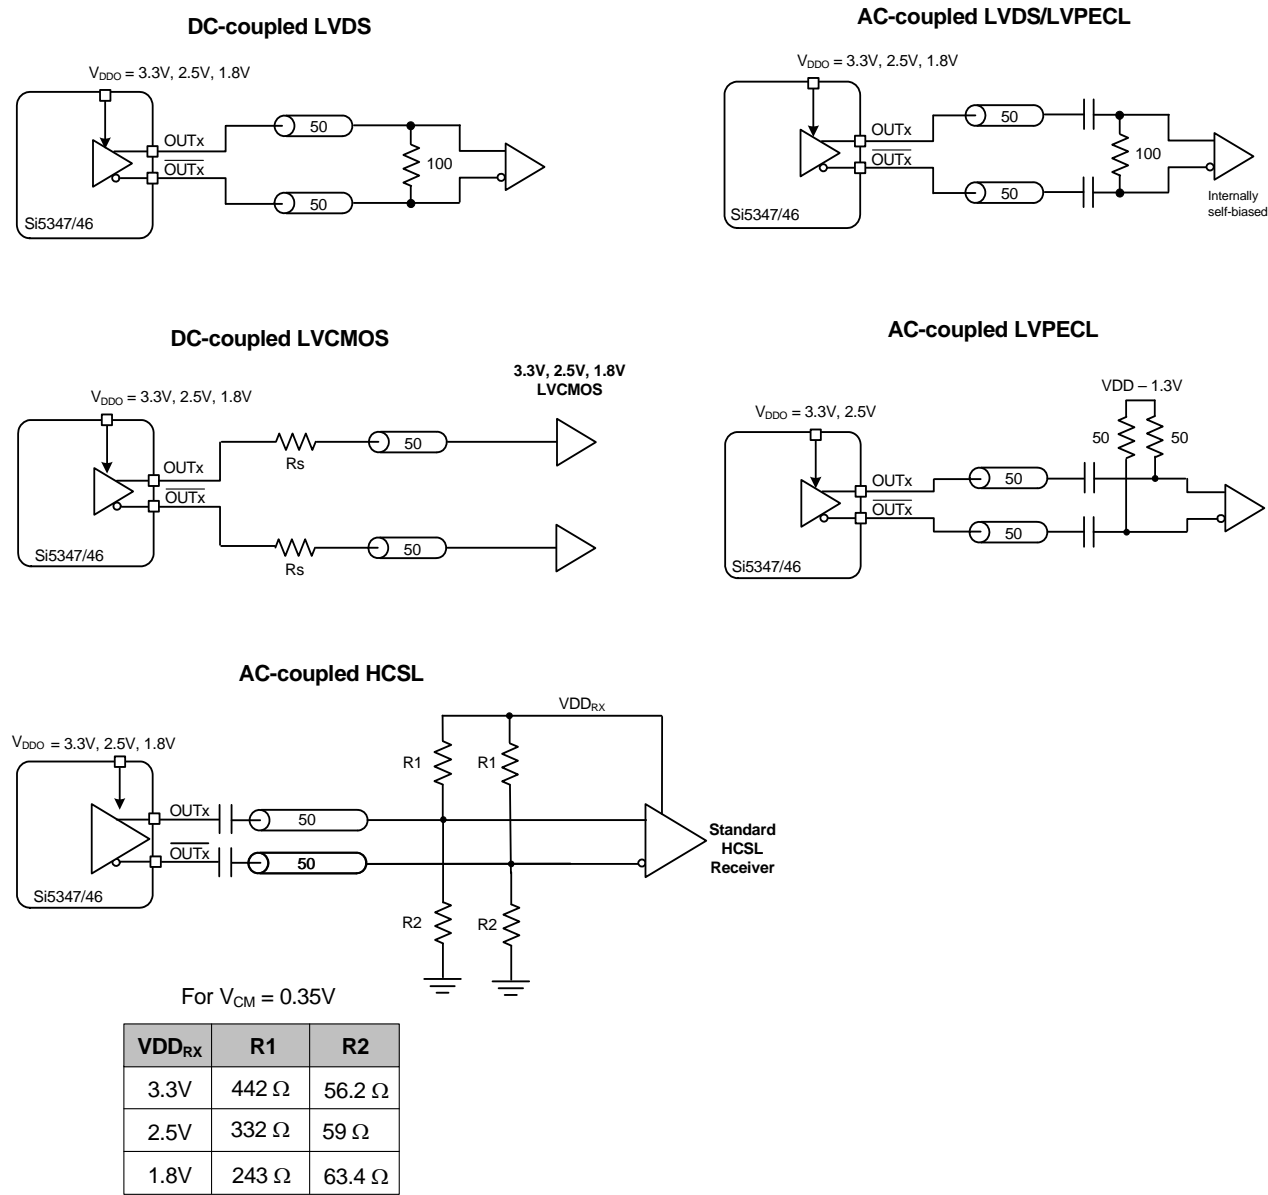 DC-coupled LVDS
VDDO = 3.3V, 2.5V, 1.8V
OUTx
OUTx
50
50
100
Si5347/46
AC-coupled LVDS/LVPECL
VDDO = 3.3V, 2.5V, 1.8V
OUTx
OUTx
50
50
100
Internally
self-biased
Si5347/46
DC-coupled LVCMOS
3.3V, 2.5V, 1.8V
LVCMOS
VDDO = 3.3V, 2.5V, 1.8V
OUTx
OUTx
Rs
50
Rs
50
Si5347/46
AC-coupled LVPECL
VDD – 1.3V
VDDO = 3.3V, 2.5V
50
50
OUTx
OUTx
50
50
Si5347/46
AC-coupled HCSL
VDDRX
VDDO = 3.3V, 2.5V, 1.8V
R1
R1
OUTx
50
OUTx
50
Standard
HCSL
Receiver
Si5347/46
R2
R2
For VCM = 0.35V
VDDRX R1 R2
3.3V 442 Ω 56.2 Ω
2.5V 332 Ω 59 Ω
1.8V 243 Ω 63.4 Ω